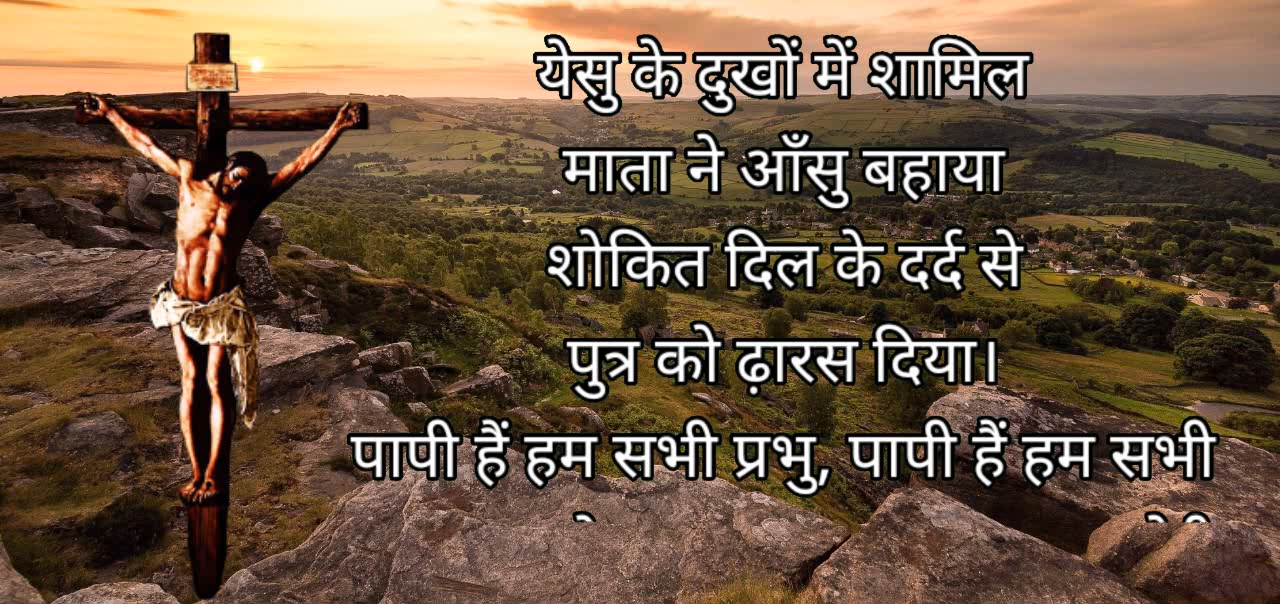 येसु के दुखों में शामिल
माता ने आँसु बहाया
शोकित दिल के दर्द से
पुत्र को ढ़ारस दिया।
पापी हैं हम सभी प्रभु, पापी हैं हम सभी